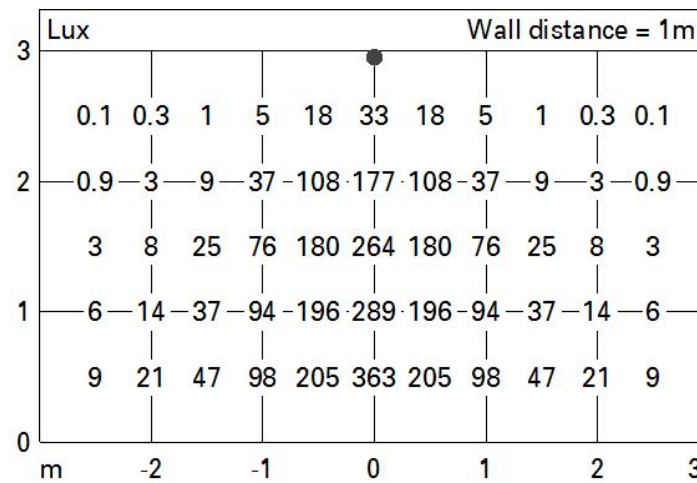 Lux Wall distance = 1m
3
0.1 0.3 1 5 18 33 18 5 1 0.3 0.1
2 0.9 3 9 37 108 177 108 37 9 3 0.9
3 8 25 76 180 264 180 76 25 8 3
1 6 14 37 94 196 289 196 94 37 14 6
9 21 47 98 205 363 205 98 47 21 9
0
m -2 -1 0 1 2 3